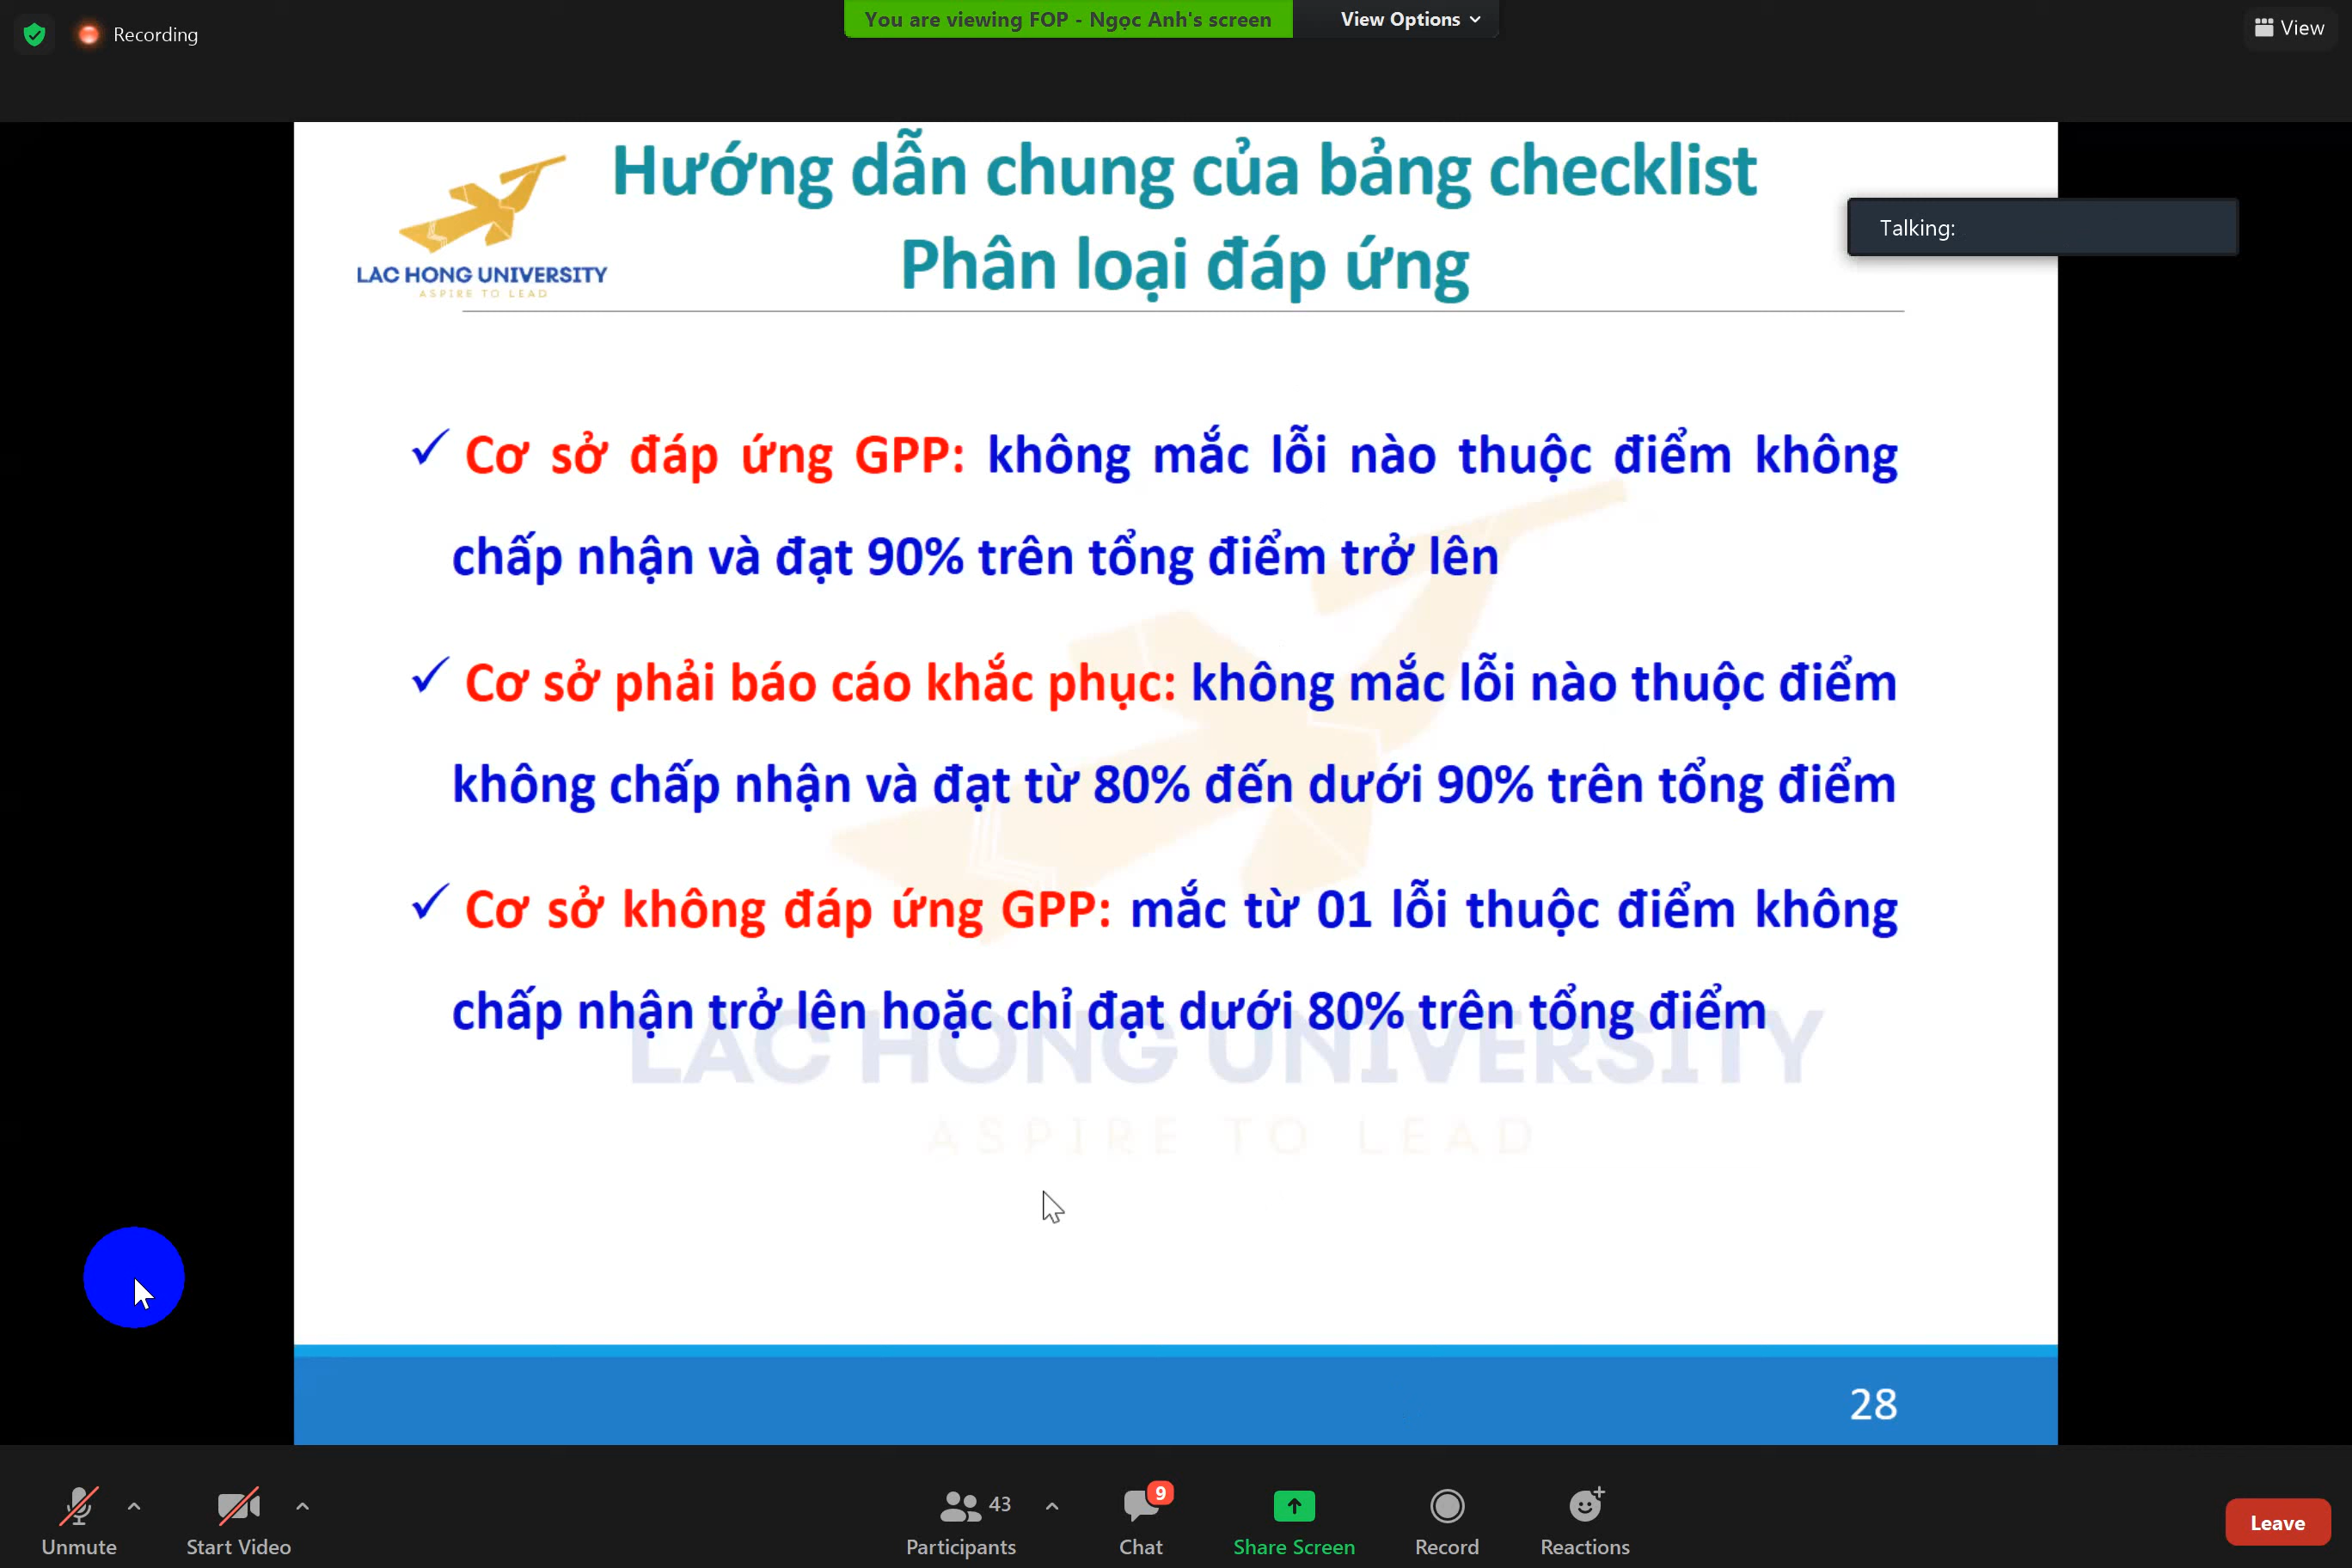 Recording
You are viewing FOP - Ngọc Anh's screen
View Options
View
Hướng dẫn chung của bảng checklist
Phân loại đáp ứng
LAC HONG UNIVERSITY
ASPIRE TO LEAD
Talking:
Cơ sở đáp ứng GPP: không mắc lỗi nào thuộc điểm không
chấp nhận và đạt 90% trên tổng điểm trở lên
Cơ sở phải báo cáo khắc phục: không mắc lỗi nào thuộc điểm
không chấp nhận và đạt từ 80% đến dưới 90% trên tổng điểm
Cơ sở không đáp ứng GPP: mắc từ 01 lỗi thuộc điểm không
chấp nhận trở lên hoặc chỉ đạt dưới 80% trên tổng điểm
LAC HONG UNIVERSITY
ASPIRE TO LEAD
28
Unmute
Start Video
43
Participants
9
Chat
Share Screen
Record
Reactions
Leave